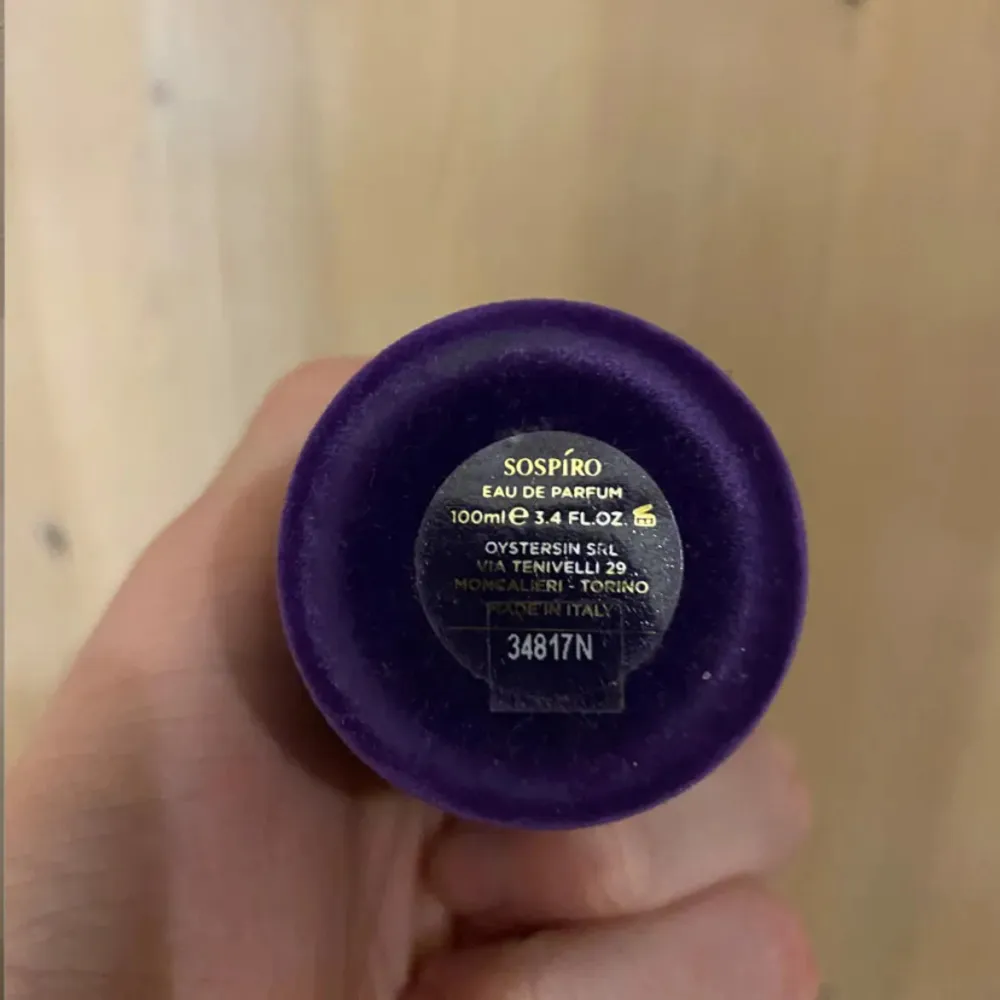 SOSPÍRO
EAU DE PARFUM
100ml ℮ 3.4 FL.OZ.
OYSTERSIN SRL
VIA TENIVELLI 29
MONCALIERI - TORINO
MADE IN ITALY
34817N